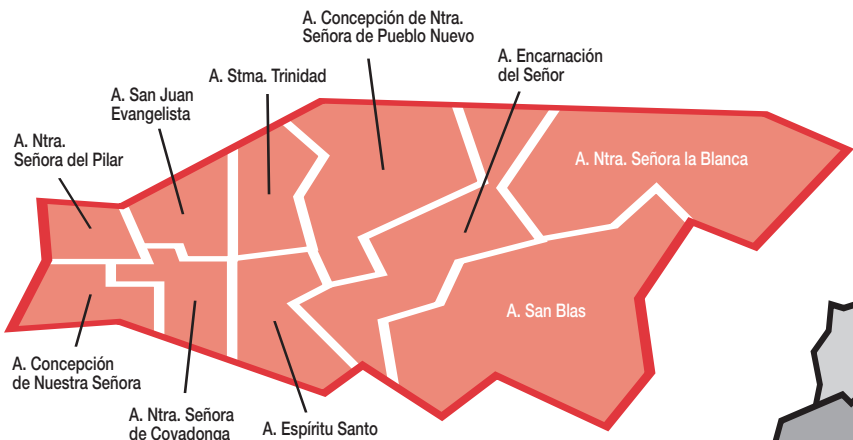 A. Concepción de Ntra.
Señora de Pueblo Nuevo
A. Encarnación
del Señor
A. Stma. Trinidad
A. San Juan
Evangelista
A. Ntra.
Señora del Pilar
A. Ntra. Señora la Blanca
A. San Blas
A. Concepción
de Nuestra Señora
A. Ntra. Señora
de Covadonga
A. Espíritu Santo